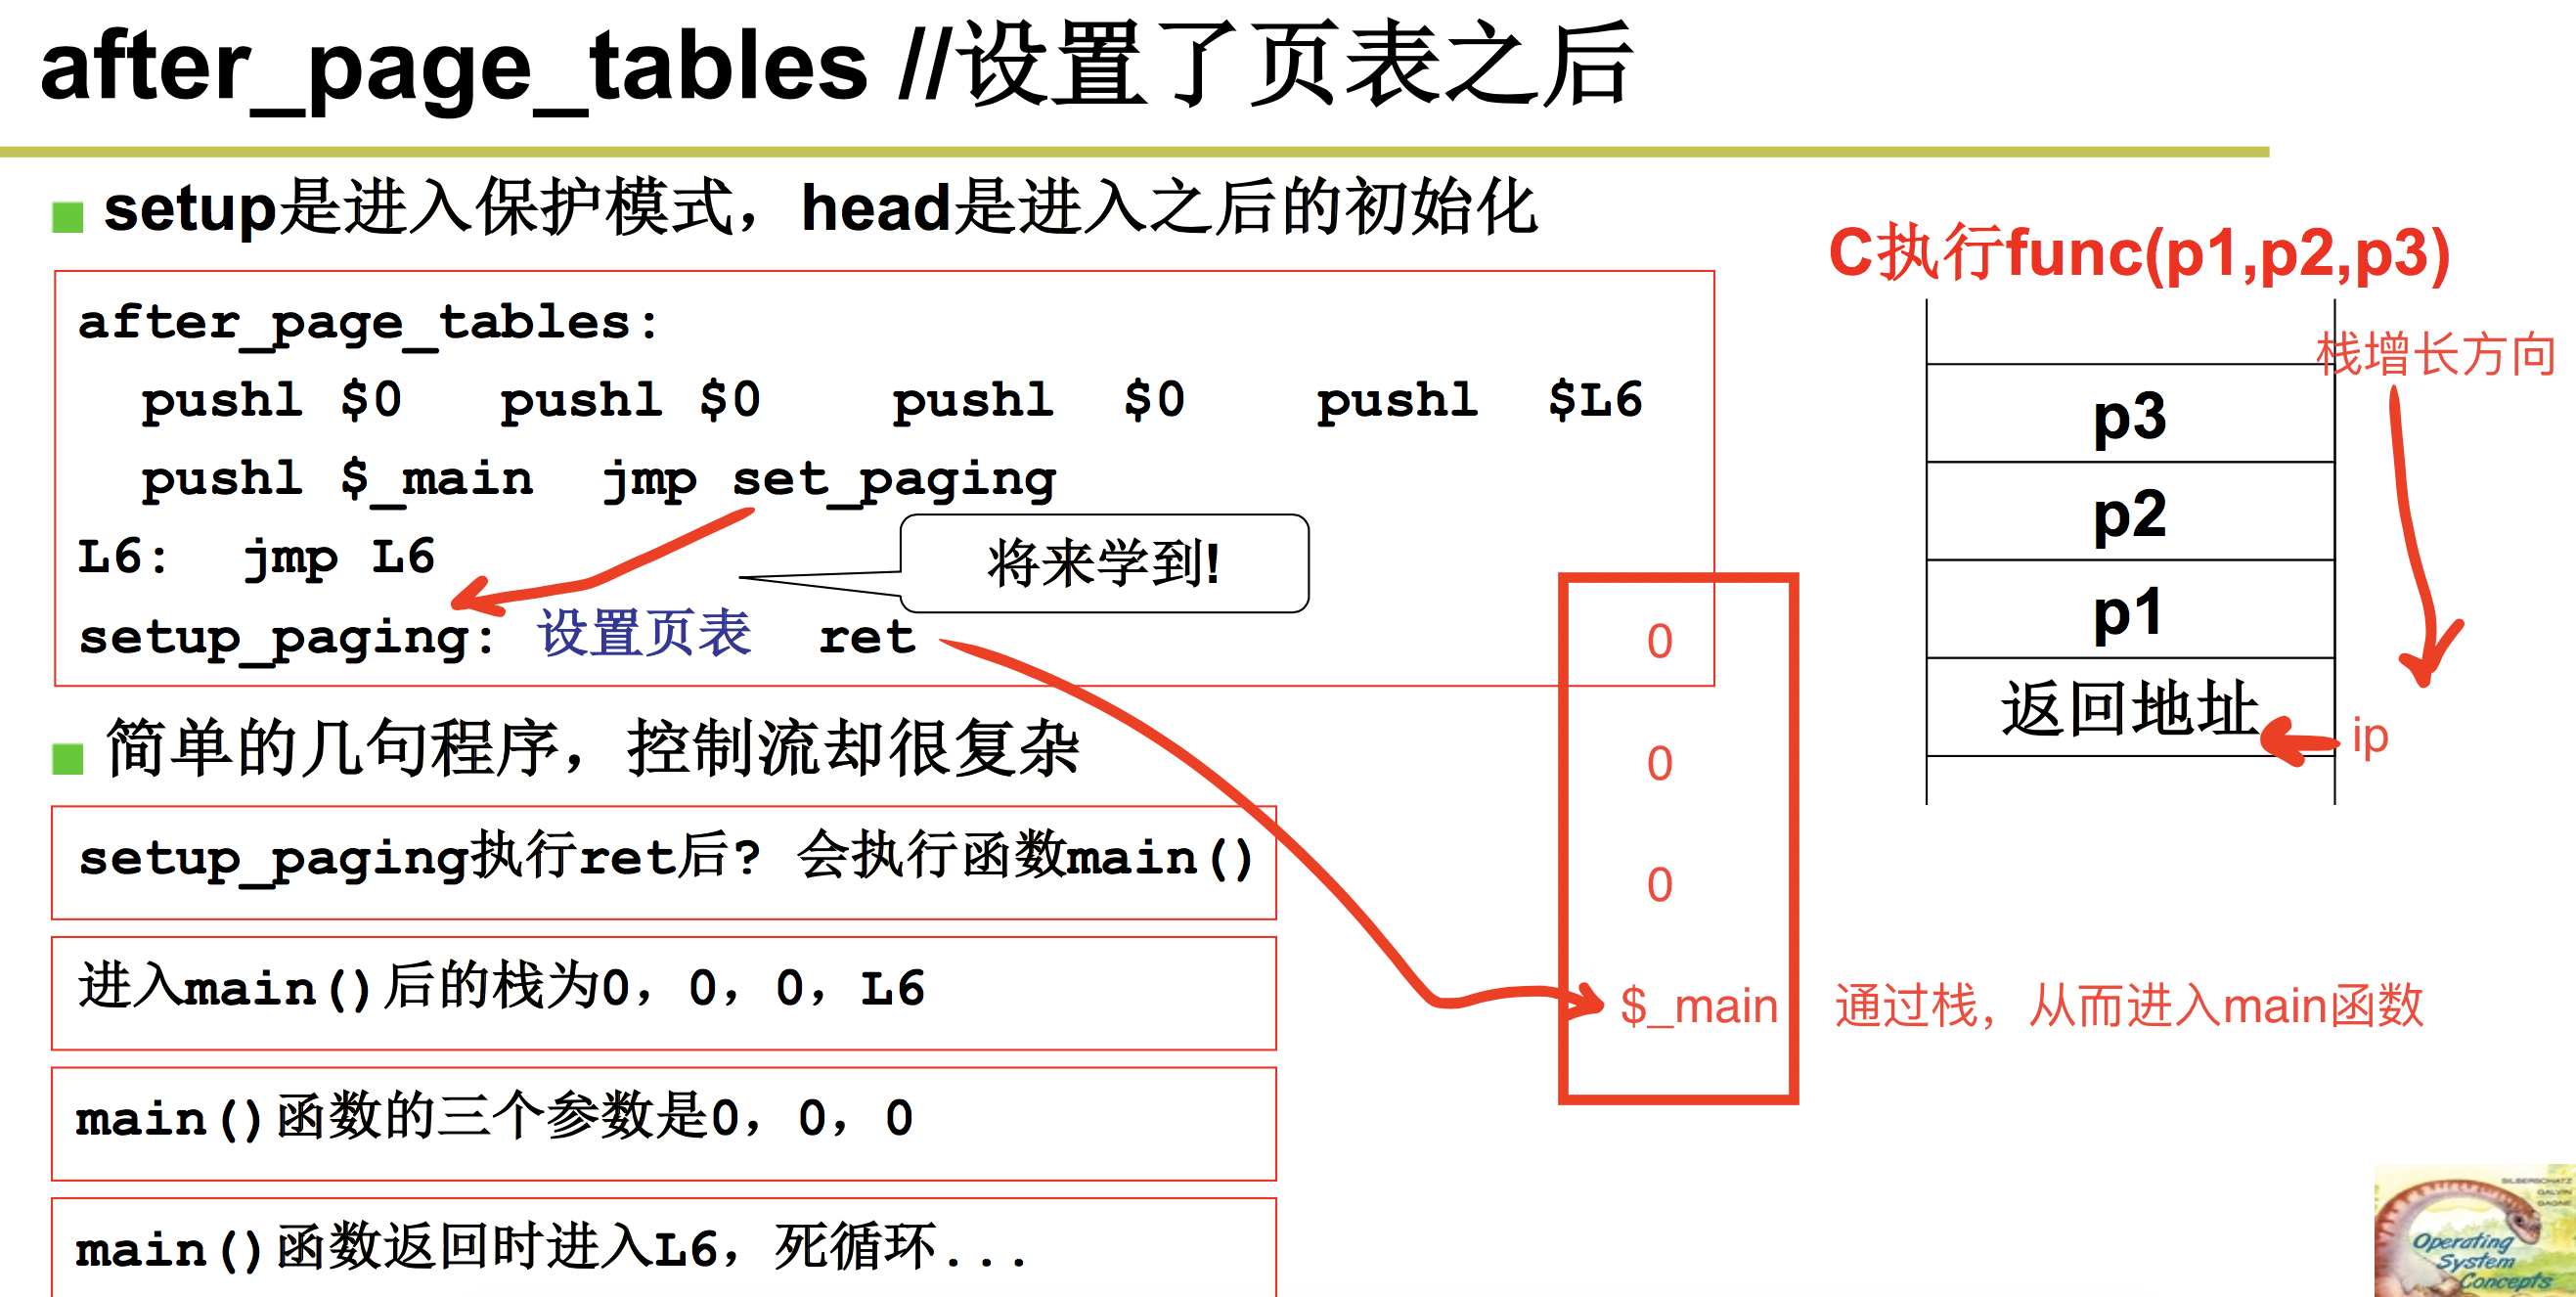 after_page_tables //设置了页表之后
setup是进入保护模式，head是进入之后的初始化
after_page_tables:
pushl $0 pushl $0 pushl $0 pushl $L6
pushl $_main jmp set_paging
L6: jmp L6
将来学到!
setup_paging: 设置页表 ret
简单的几句程序，控制流却很复杂
setup_paging执行ret后? 会执行函数main()
进入main()后的栈为0，0，0，L6
main()函数的三个参数是0，0，0
main()函数返回时进入L6，死循环...
0
0
0
$_main
通过栈，从而进入main函数
C执行func(p1,p2,p3)
栈增长方向
p3
p2
p1
返回地址
ip
SILBERSCHATZ
GALVIN
GAGNE
Operating
System
Concepts